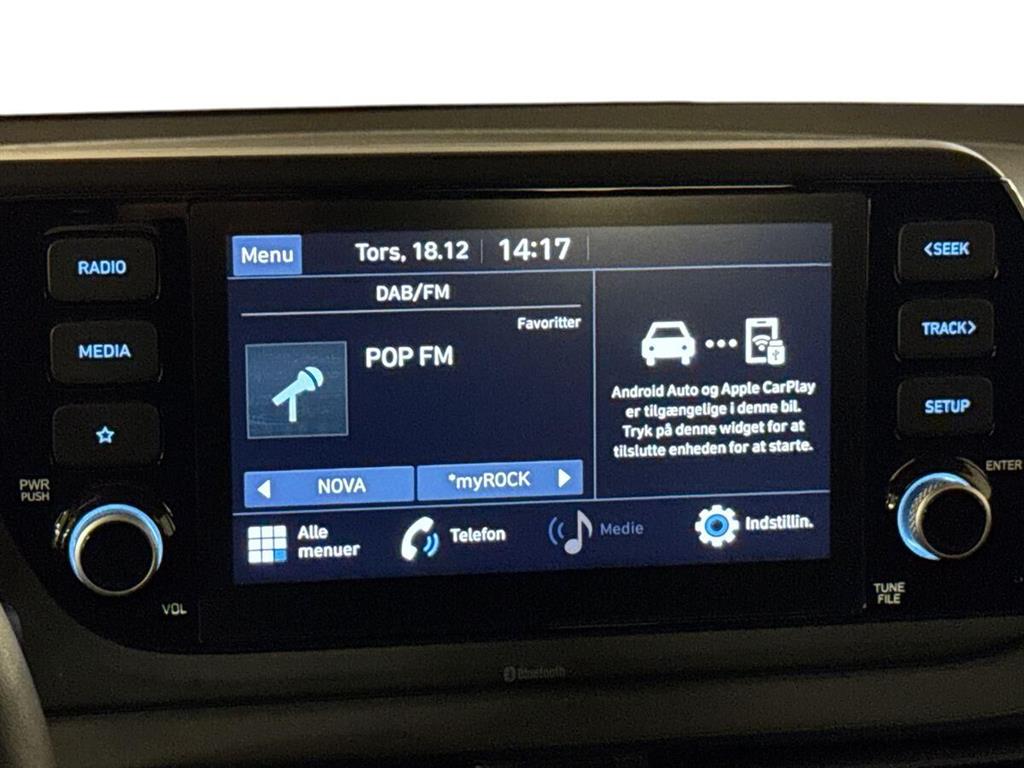 RADIO
MEDIA
PWR
PUSH
VOL
Menu
Tors, 18.12
14:17
DAB/FM
Favoritter
POP FM
NOVA
*myROCK
Android Auto og Apple CarPlay
er tilgængelige i denne bil.
Tryk på denne widget for at
tilslutte enheden for at starte.
Alle
menuer
Telefon
Medie
Indstillin.
<SEEK
TRACK>
SETUP
ENTER
TUNE
FILE
Bluetooth